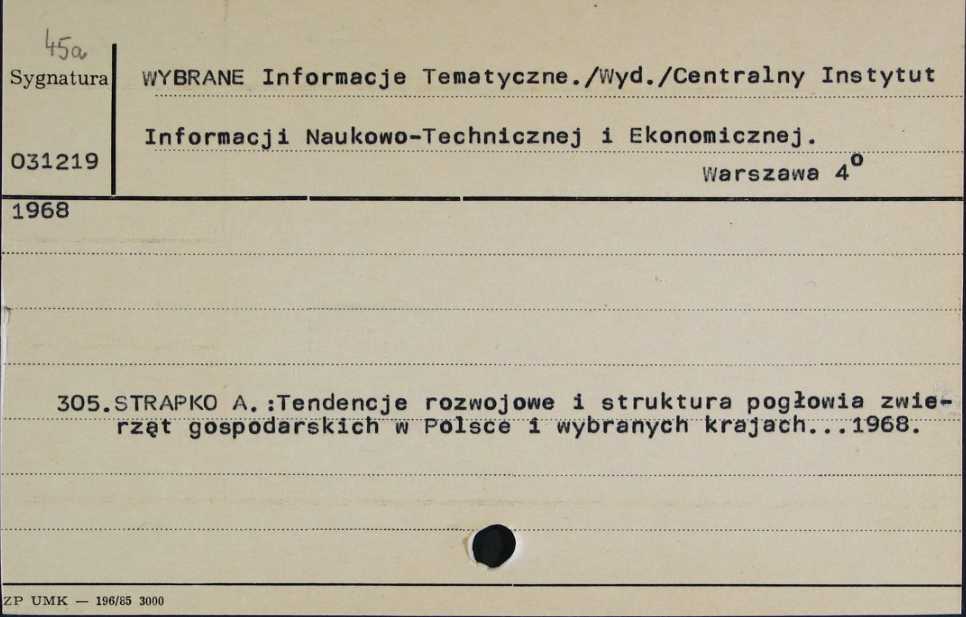 45a
Sygnatura
WYBRANE Informacje Tematyczne./Wyd./Centralny Instytut
Informacji Naukowo-Technicznej i Ekonomicznej.
031219
Warszawa 4°
1968
305.STRAPKO A.:Tendencje rozwojowe i struktura pogłowia zwie-
rząt gospodarskich w Polsce i wybranych krajach...1968.
ZP UMK — 196/85 3000